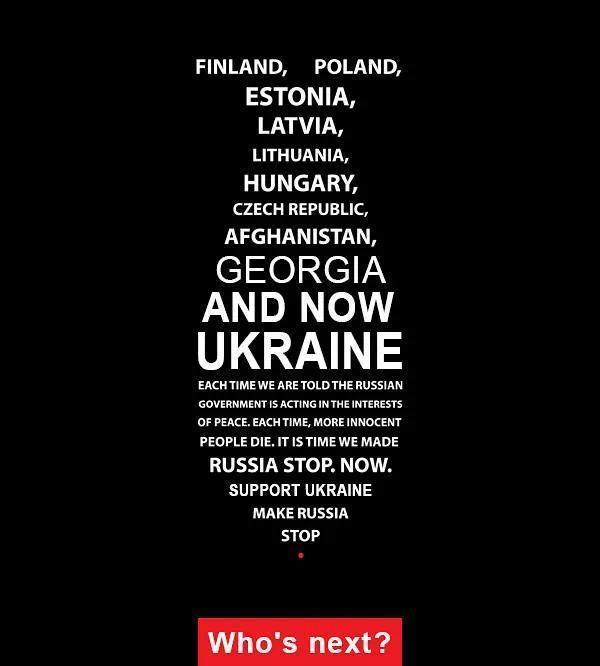 FINLAND, POLAND,
ESTONIA,
LATVIA,
LITHUANIA,
HUNGARY,
CZECH REPUBLIC,
AFGHANISTAN,
GEORGIA
AND NOW
UKRAINE
EACH TIME WE ARE TOLD THE RUSSIAN
GOVERNMENT IS ACTING IN THE INTERESTS
OF PEACE. EACH TIME, MORE INNOCENT
PEOPLE DIE. IT IS TIME WE MADE
RUSSIA STOP. NOW.
SUPPORT UKRAINE
MAKE RUSSIA
STOP
Who's next?